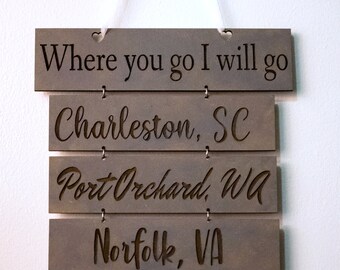 Where you go I will go
Charleston, SC
Port Orchard, WA
Norfolk, VA